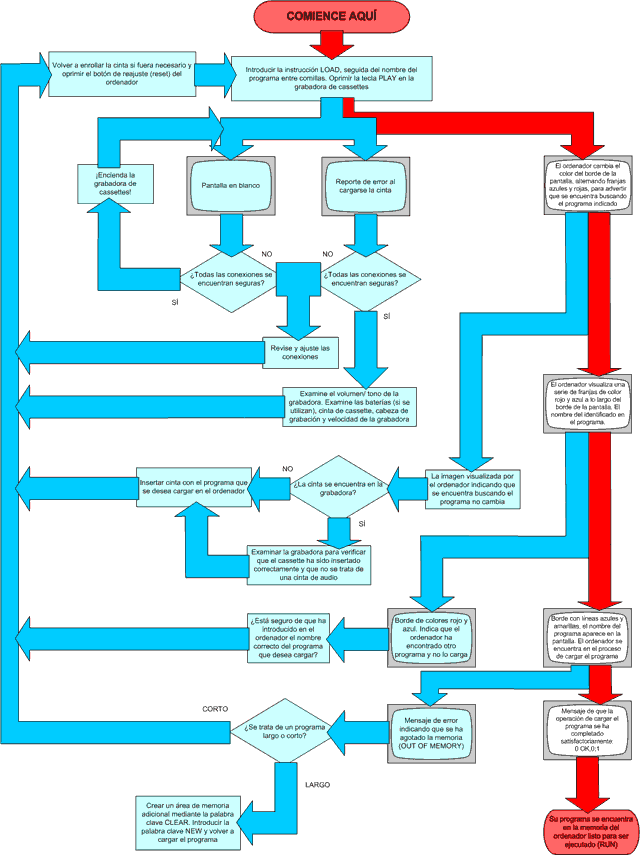 COMIENCE AQUÍ
Volver a enrollar la cinta si fuera necesario y
oprimir el botón de reajuste (reset) del
ordenador
Introducir la instrucción LOAD, seguida del nombre del
programa entre comillas. Oprimir la tecla PLAY en la
grabadora de cassettes
¡Encienda la
grabadora de
cassettes!
Pantalla en blanco
Reporte de error al
cargarse la cinta
El ordenador cambia el
color del borde de la
pantalla, alternando franjas
azules y rojas, para advertir
que se encuentra buscando
el programa indicado
¿Todas las conexiones se
encuentran seguras?
NO
SÍ
NO
¿Todas las conexiones se
encuentran seguras?
SÍ
Revise y ajuste las
conexiones
Examine el volumen/ tono de la
grabadora. Examine las baterías (si se
utilizan), cinta de cassette, cabeza de
grabación y velocidad de la grabadora
El ordenador visualiza una
serie de franjas de color
rojo y azul a lo largo del
borde de la pantalla. El
nombre del identificado en
el programa.
Insertar cinta con el programa que
se desea cargar en el ordenador
NO
¿La cinta se encuentra en la
grabadora?
SÍ
La imagen visualizada por
el ordenador indicando que
se encuentra buscando el
programa no cambia
Examinar la grabadora para verificar
que el cassette ha sido insertado
correctamente y que no se trata de
una cinta de audio
¿Está seguro de que ha
introducido en el
ordenador el nombre
correcto del programa
que desea cargar?
Borde de colores rojo y
azul. Indica que el
ordenador ha
encontrado otro
programa y no lo carga
Borde con líneas azules y
amarillas, el nombre del
programa aparece en la
pantalla. El ordenador se
encuentra en el proceso
de cargar el programa
CORTO
¿Se trata de un programa
largo o corto?
LARGO
Mensaje de error
indicando que se ha
agotado la memoria
(OUT OF MEMORY)
Mensaje de que la
operación de cargar el
programa se ha
completado
satisfactoriamente:
0 OK,0;1
Crear un área de memoria
adicional mediante la palabra
clave CLEAR. Introducir la
palabra clave NEW y volver a
cargar el programa
Su programa se encuentra
en la memoria del
ordenador listo para ser
ejecutado (RUN)